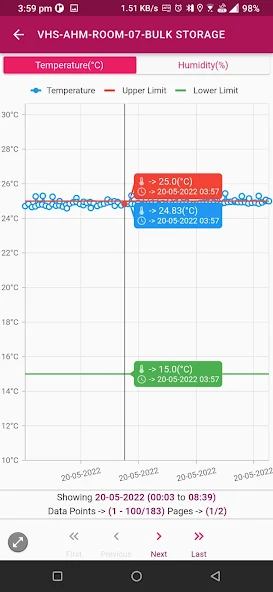 3:59 pm
1.51 KB/s
98%
VHS-AHM-ROOM-07-BULK STORAGE
Temperature(°C)
Humidity(%)
Temperature
Upper Limit
Lower Limit
30°C
28°C
26°C
24°C
22°C
20°C
18°C
16°C
14°C
12°C
10°C
-> 25.0(°C)
-> 20-05-2022 03:57
-> 24.83(°C)
-> 20-05-2022 03:57
-> 15.0(°C)
-> 20-05-2022 03:57
20-05-2022
20-05-2022
20-05-2022
20-05-2022
Showing 20-05-2022 (00:03 to 08:39)
Data Points -> (1 - 100/183) Pages -> (1/2)
First
Previous
Next
Last